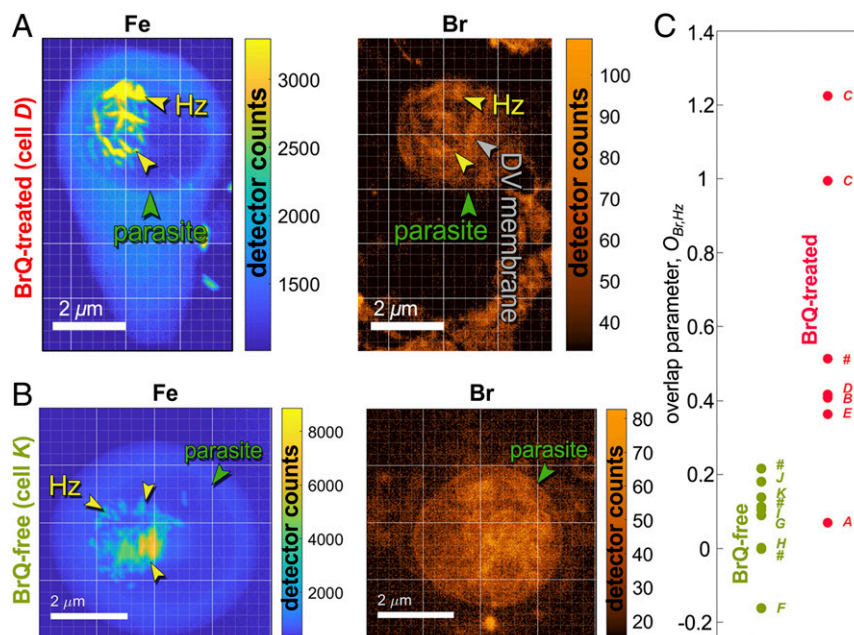 A
Fe
Br
BrQ-treated (cell D)
Hz
parasite
2 µm
3000
2500
2000
1500
detector counts
Hz
DV membrane
parasite
2 µm
100
90
80
70
60
50
40
detector counts
B
Fe
Br
BrQ-free (cell K)
Hz
parasite
2 µm
8000
6000
4000
2000
detector counts
parasite
2 µm
80
70
60
50
40
30
20
detector counts
C
overlap parameter, O_Br,Hz
1.4
1.2
1
0.8
0.6
0.4
0.2
0
-0.2
BrQ-treated
C
C
#
D
B
E
A
BrQ-free
#
J
K
#
I
G
H
#
F